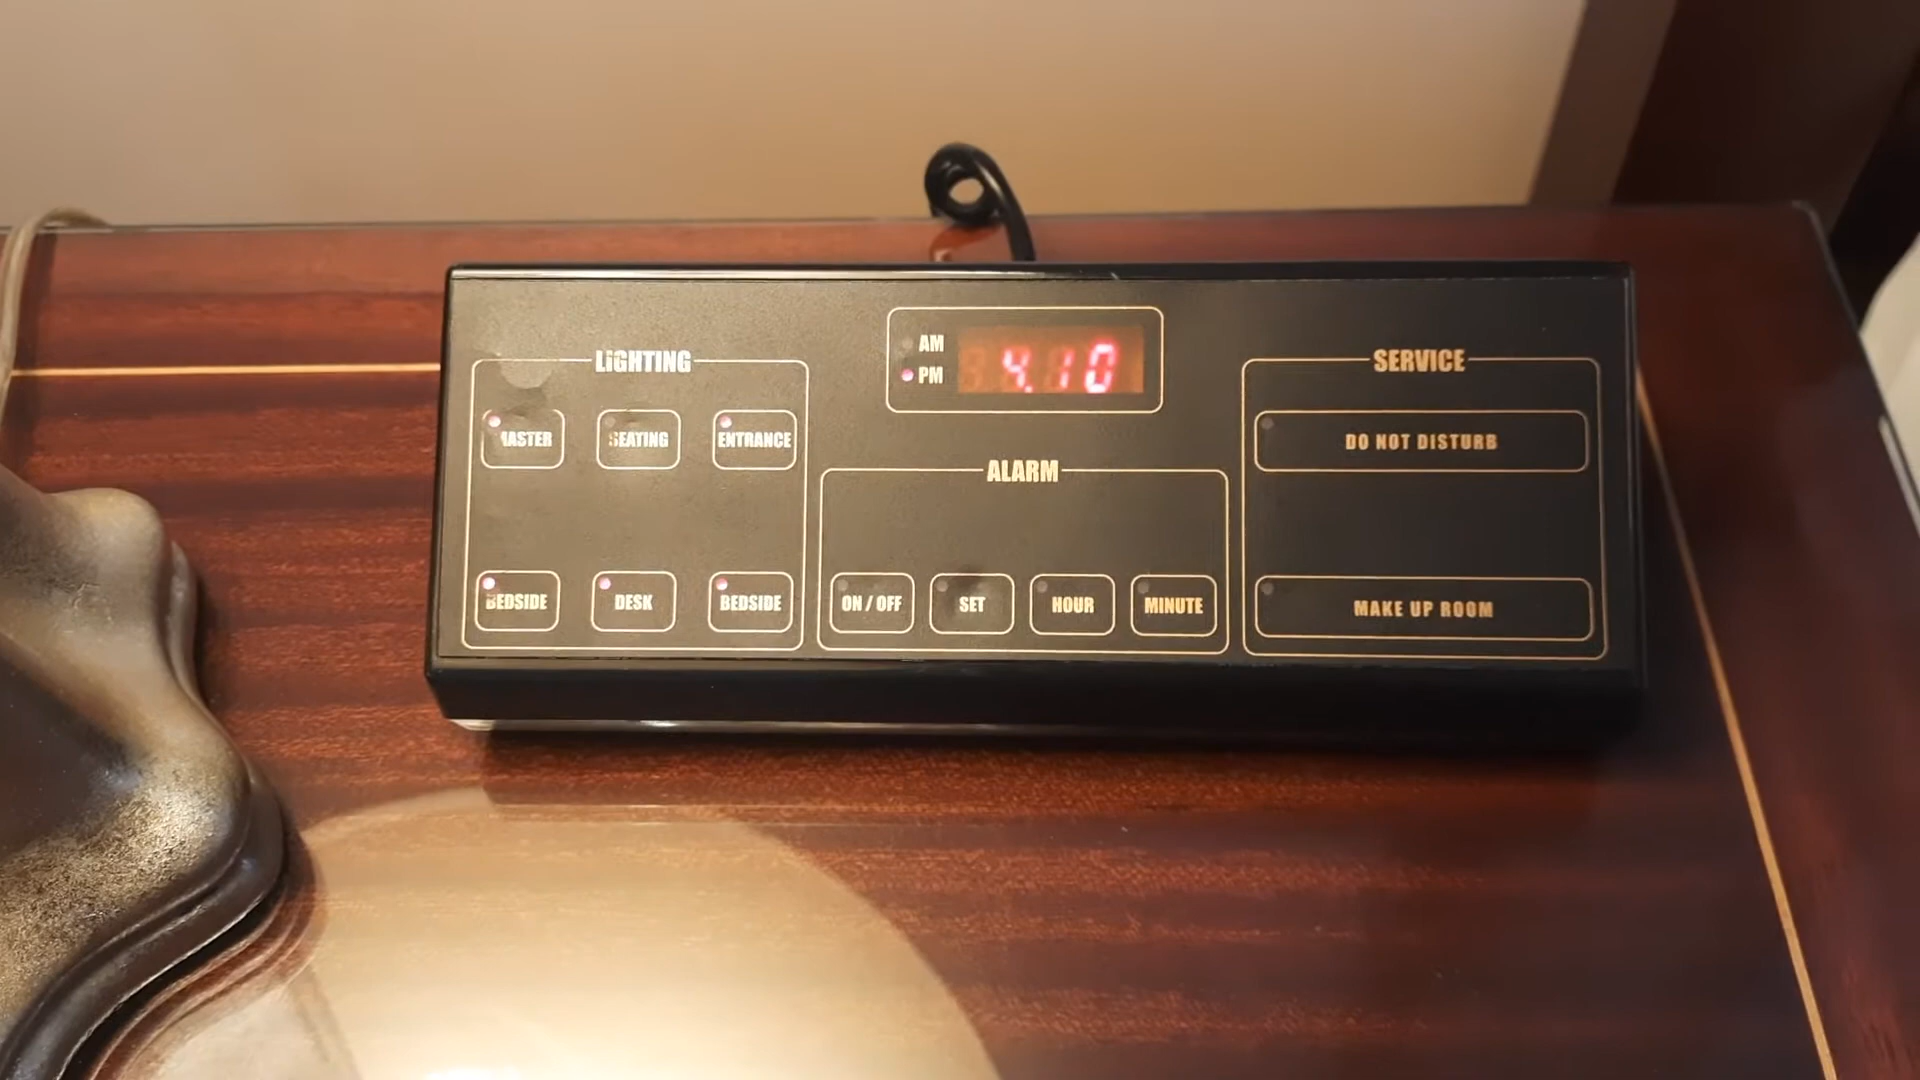 AM
4.10
PM
LIGHTING
MASTER SEATING ENTRANCE
BEDSIDE DESK BEDSIDE
ALARM
ON / OFF SET HOUR MINUTE
SERVICE
DO NOT DISTURB
MAKE UP ROOM